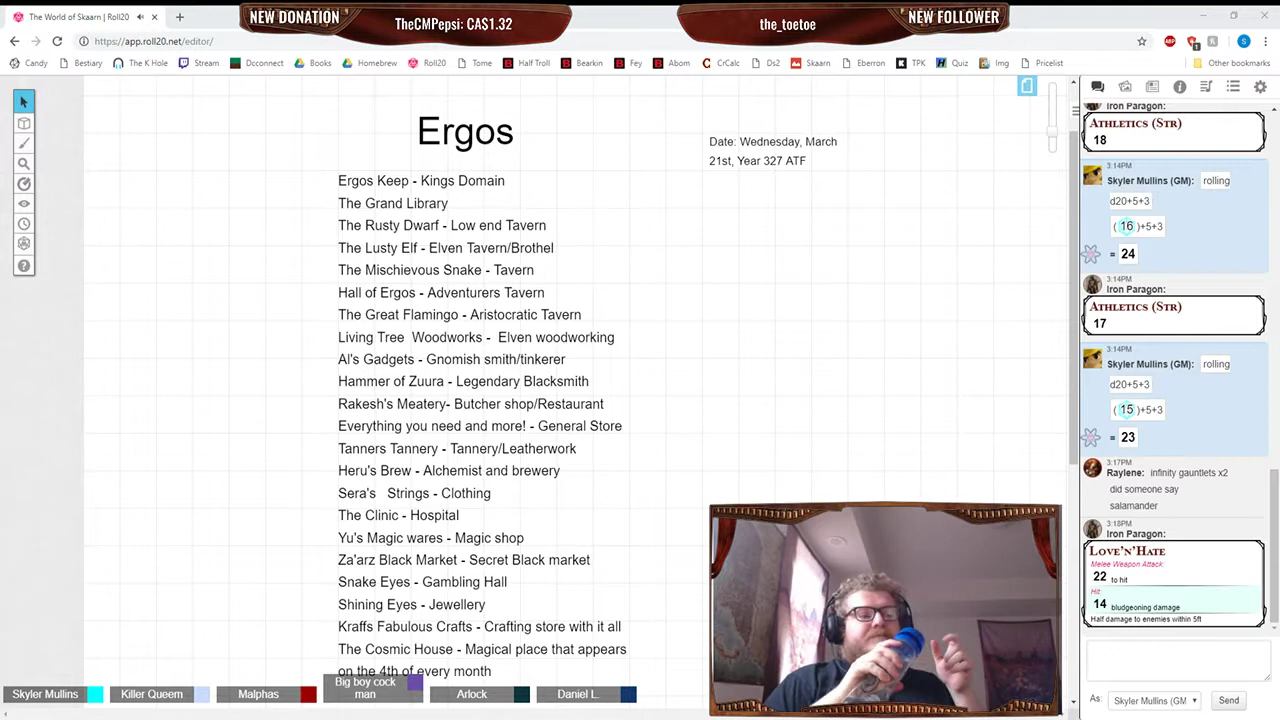 The World of Skaarn | Roll20
NEW DONATION
TheCMPepsi: CA$1.32
the_toetoe
NEW FOLLOWER
https://app.roll20.net/editor/
Candy
Bestiary
The K Hole
Stream
Dcconnect
Books
Homebrew
Roll20
Tome
Half Troll
Bearkin
Fey
Abom
CrCalc
Ds2
Skaarn
Eberron
TPK
Quiz
Img
Pricelist
Other bookmarks
Ergos
Date: Wednesday, March
21st, Year 327 ATF
Ergos Keep - Kings Domain
The Grand Library
The Rusty Dwarf - Low end Tavern
The Lusty Elf - Elven Tavern/Brothel
The Mischievous Snake - Tavern
Hall of Ergos - Adventurers Tavern
The Great Flamingo - Aristocratic Tavern
Living Tree Woodworks - Elven woodworking
Al's Gadgets - Gnomish smith/tinkerer
Hammer of Zuura - Legendary Blacksmith
Rakesh's Meatery- Butcher shop/Restaurant
Everything you need and more! - General Store
Tanners Tannery - Tannery/Leatherwork
Heru's Brew - Alchemist and brewery
Sera's Strings - Clothing
The Clinic - Hospital
Yu's Magic wares - Magic shop
Za'arz Black Market - Secret Black market
Snake Eyes - Gambling Hall
Shining Eyes - Jewellery
Kraffs Fabulous Crafts - Crafting store with it all
The Cosmic House - Magical place that appears
on the 4th of every month
Skyler Mullins
Killer Queem
Malphas
Big boy cock
man
Arlock
Daniel L.
Iron Paragon:
Athletics (Str)
18
3:14PM
Skyler Mullins (GM): rolling
d20+5+3
(16)+5+3
= 24
3:14PM
Iron Paragon:
Athletics (Str)
17
3:14PM
Skyler Mullins (GM): rolling
d20+5+3
(15)+5+3
= 23
3:17PM
Raylene: infinity gauntlets x2
did someone say
salamander
3:18PM
Iron Paragon:
Love'n'Hate
Melee Weapon Attack:
22 to hit
Hit:
14 bludgeoning damage
Half damage to enemies within 5ft
As: Skyler Mullins (GM
Send